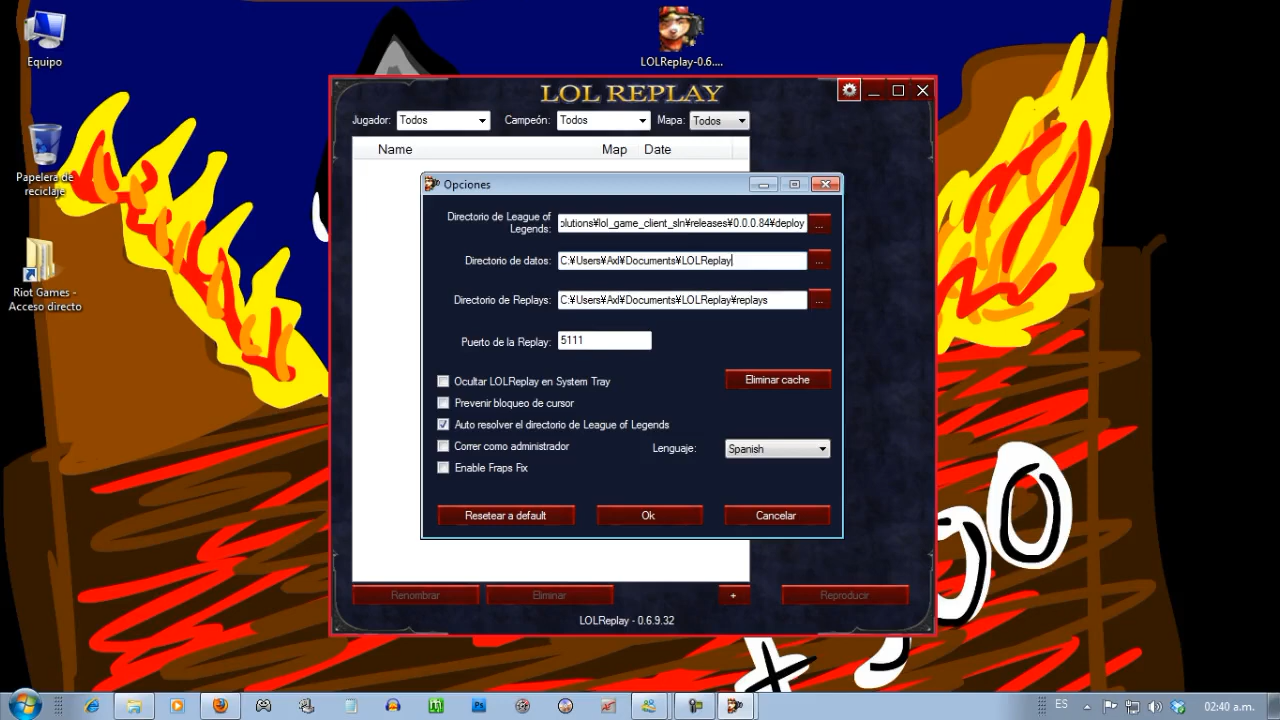 Equipo
Papelera de
reciclaje
Riot Games -
Acceso directo
LOLReplay-0.6....
LOL REPLAY
Jugador: Todos Campeón: Todos Mapa: Todos
Name Map Date
Opciones
Directorio de League of
Legends: olutions¥lol_game_client_sln¥releases¥0.0.0.84¥deploy ...
Directorio de datos: C:¥Users¥Axl¥Documents¥LOLReplay ...
Directorio de Replays: C:¥Users¥Axl¥Documents¥LOLReplay¥replays ...
Puerto de la Replay: 5111
Ocultar LOLReplay en System Tray
Eliminar cache
Prevenir bloqueo de cursor
Auto resolver el directorio de League of Legends
Correr como administrador
Lenguaje: Spanish
Enable Fraps Fix
Resetear a default Ok Cancelar
Renombrar Eliminar + Reproducir
LOLReplay - 0.6.9.32
ES 02:40 a.m.